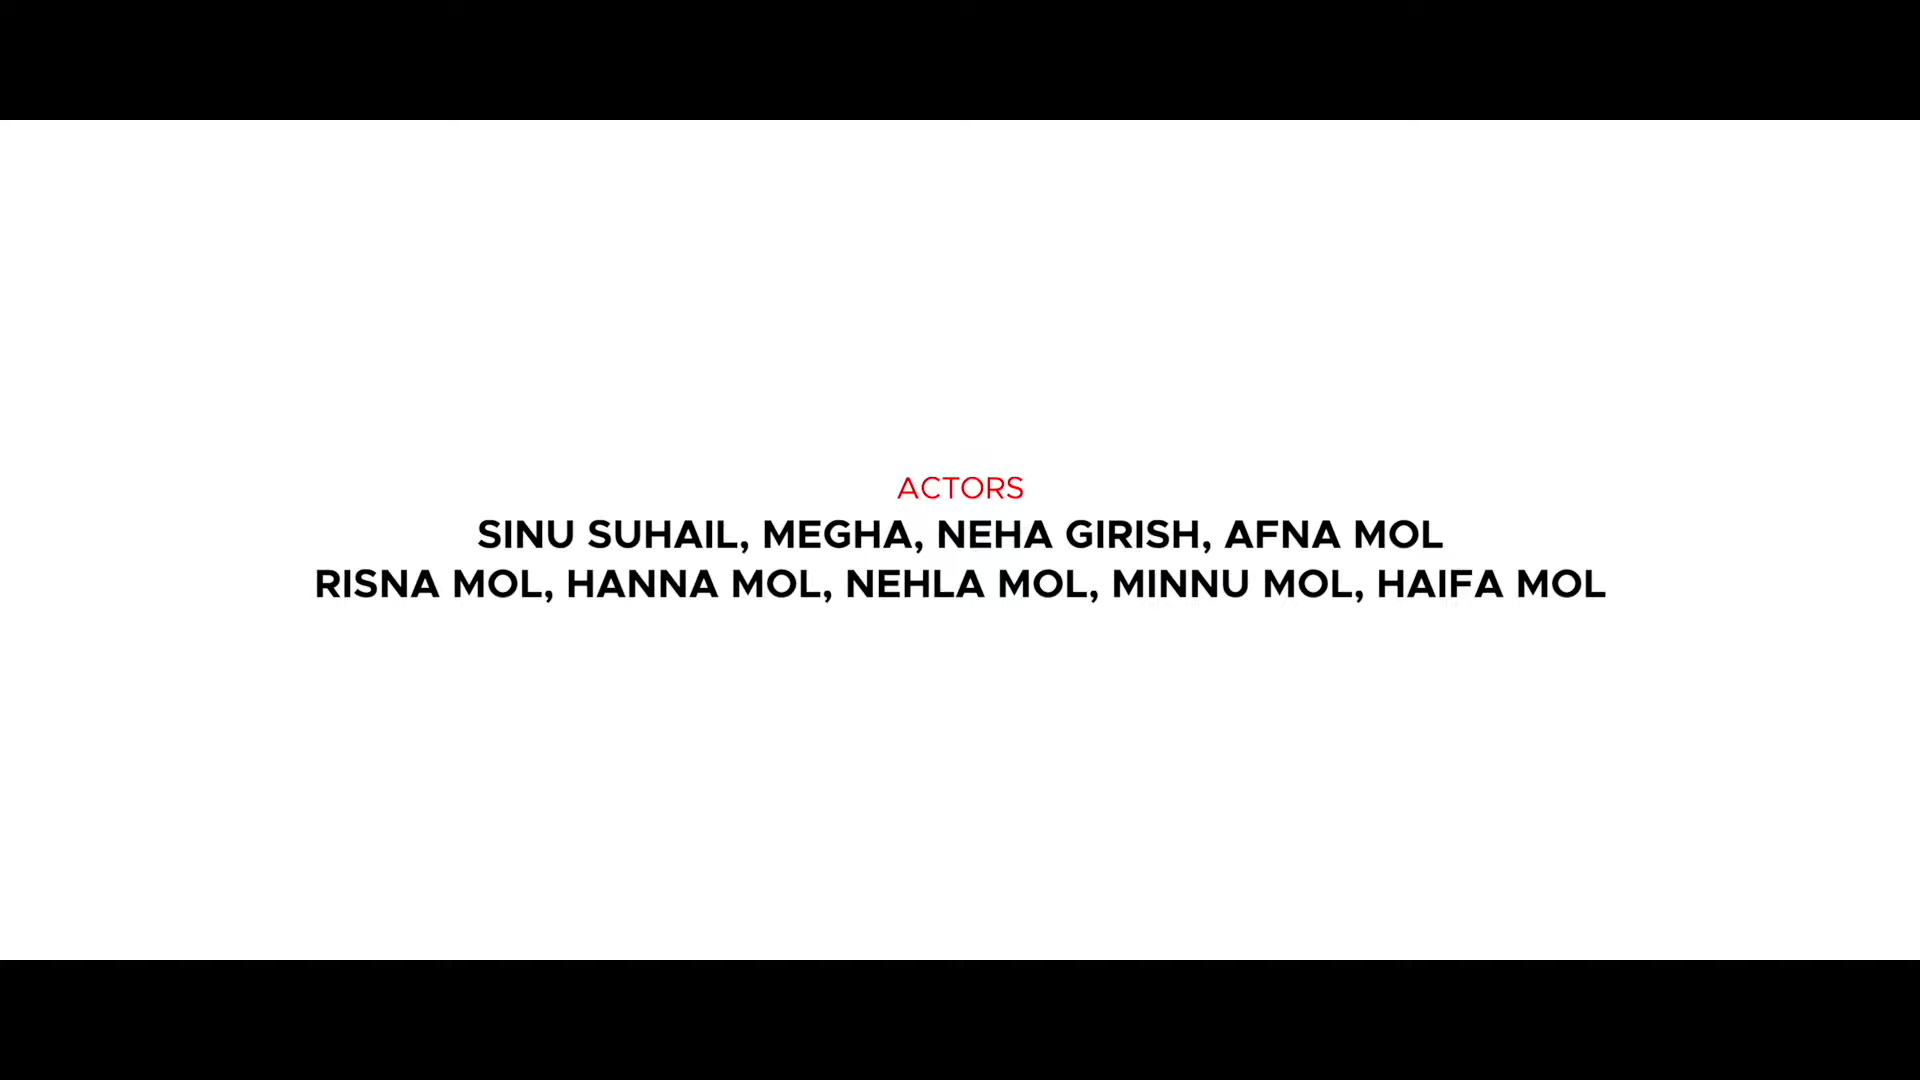 ACTORS
SINU SUHAIL, MEGHA, NEHA GIRISH, AFNA MOL
RISNA MOL, HANNA MOL, NEHLA MOL, MINNU MOL, HAIFA MOL